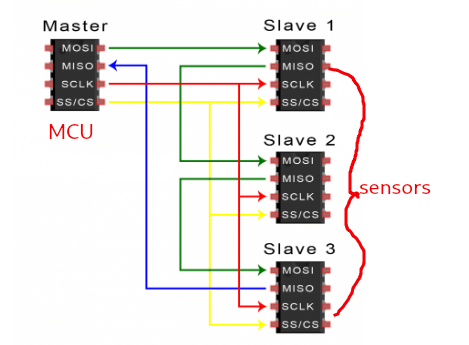 Master
MOSI
MISO
SCLK
SS/CS
MCU
Slave 1
MOSI
MISO
SCLK
SS/CS
Slave 2
MOSI
MISO
SCLK
SS/CS
sensors
Slave 3
MOSI
MISO
SCLK
SS/CS